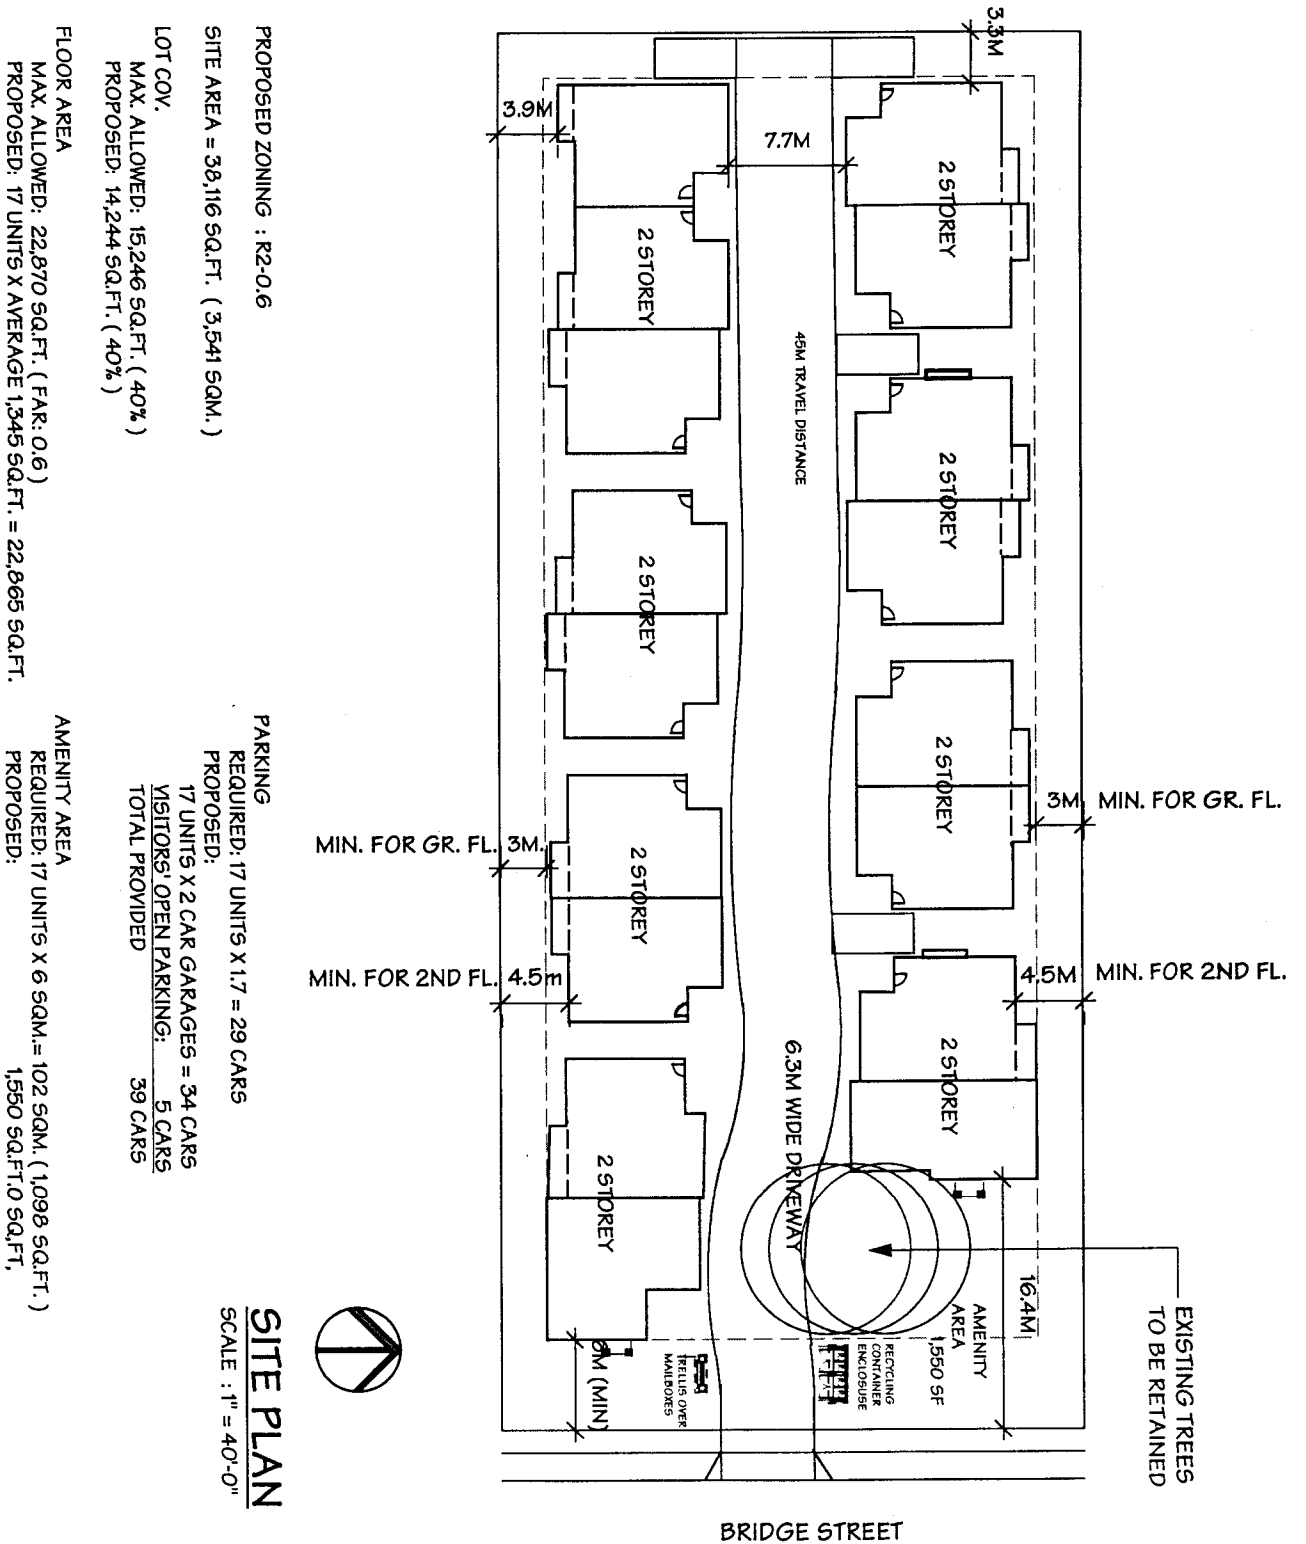 3.3M
3.9M
7.7M
2 STOREY
2 STOREY
45M TRAVEL DISTANCE
2 STOREY
2 STOREY
2 STOREY
3M
MIN. FOR GR. FL.
MIN. FOR GR. FL.
3M.
2 STOREY
MIN. FOR 2ND FL.
4.5m
4.5M
MIN. FOR 2ND FL.
6.3M WIDE DRIVEWAY
2 STOREY
2 STOREY
16.4M
EXISTING TREES
TO BE RETAINED
AMENITY
AREA
1,550 SF
RECYCLING
CONTAINER
ENCLOSUSE
TRELLIS OVER
MAILBOXES
6M (MIN)
BRIDGE STREET
PROPOSED ZONING : R2-0.6
SITE AREA = 38,116 SQ.FT. ( 3,541 SQM. )
LOT COV.
MAX. ALLOWED: 15,246 SQ.FT. ( 40% )
PROPOSED: 14,244 SQ.FT. ( 40% )
FLOOR AREA
MAX. ALLOWED: 22,870 SQ.FT. ( FAR: 0.6 )
PROPOSED: 17 UNITS X AVERAGE 1,345 SQ.FT. = 22,865 SQ.FT.
PARKING
REQUIRED: 17 UNITS X 1.7 = 29 CARS
PROPOSED:
17 UNITS X 2 CAR GARAGES = 34 CARS
VISITORS' OPEN PARKING: 5 CARS
TOTAL PROVIDED 39 CARS
AMENITY AREA
REQUIRED: 17 UNITS X 6 SQM.= 102 SQM. ( 1,098 SQ.FT. )
PROPOSED: 1,550 SQ.FT.0 SQ,FT,
SITE PLAN
SCALE : 1" = 40'-0"